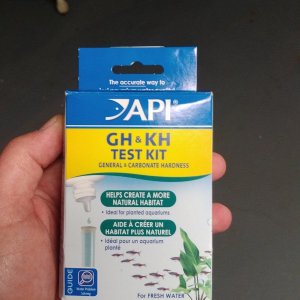 The accurate way to
API
GH & KH
TEST KIT
GENERAL & CARBONATE HARDNESS
HELPS CREATE A MORE
NATURAL HABITAT
• Ideal for planted aquariums
AIDE À CRÉER UN
HABITAT PLUS NATUREL
• Idéal pour un aquarium
planté
GUIDE
For FRESH WATER